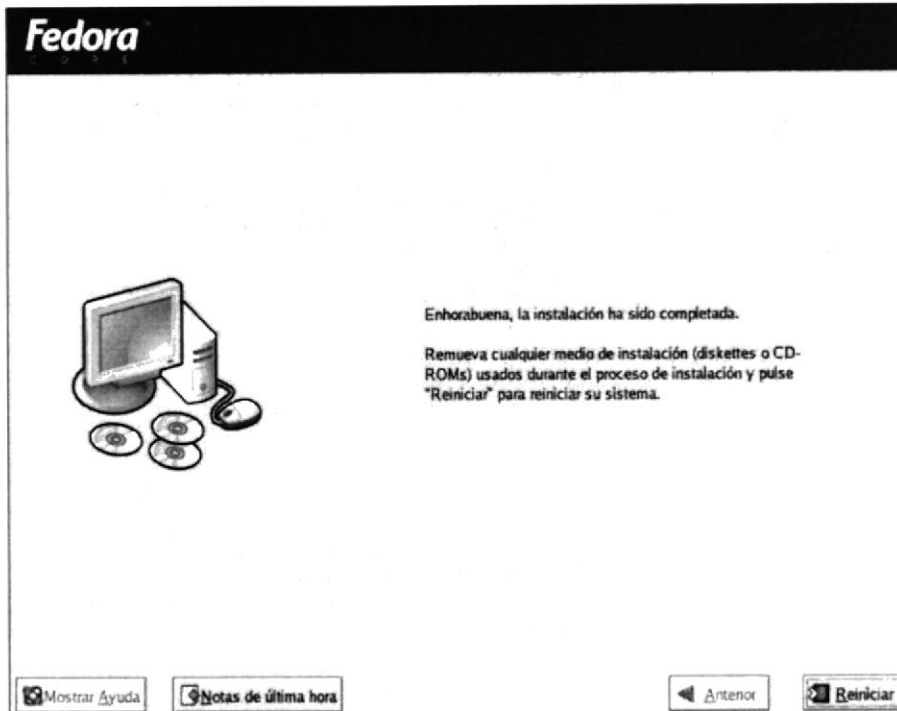 Fedora
CORE
Enhorabuena, la instalación ha sido completada.
Remueva cualquier medio de instalación (diskettes o CD-
ROMs) usados durante el proceso de instalación y pulse
"Reiniciar" para reiniciar su sistema.
Mostrar Ayuda
Notas de última hora
Anterior
Reiniciar